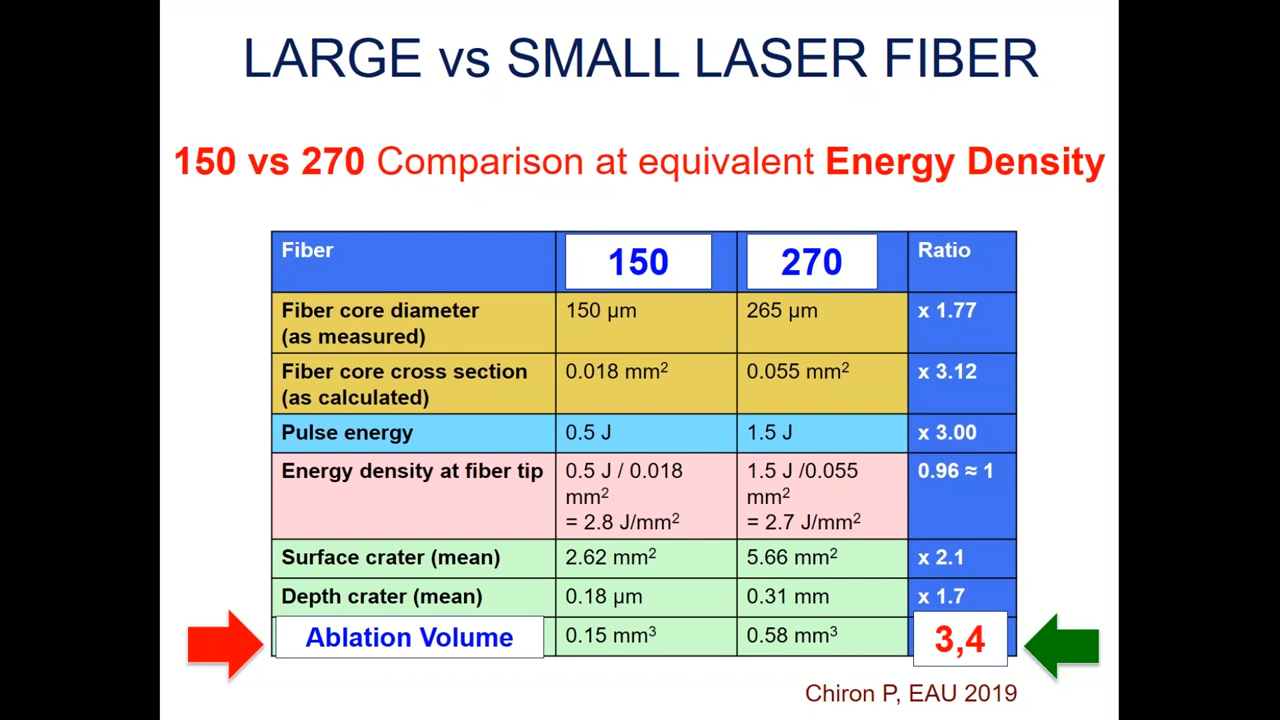 LARGE vs SMALL LASER FIBER
150 vs 270 Comparison at equivalent Energy Density
Fiber 150 270 Ratio
Fiber core diameter (as measured) 150 µm 265 µm x 1.77
Fiber core cross section (as calculated) 0.018 mm² 0.055 mm² x 3.12
Pulse energy 0.5 J 1.5 J x 3.00
Energy density at fiber tip 0.5 J / 0.018 mm² = 2.8 J/mm² 1.5 J /0.055 mm² = 2.7 J/mm² 0.96 ≈ 1
Surface crater (mean) 2.62 mm² 5.66 mm² x 2.1
Depth crater (mean) 0.18 µm 0.31 mm x 1.7
Ablation Volume 0.15 mm³ 0.58 mm³ 3,4
Chiron P, EAU 2019